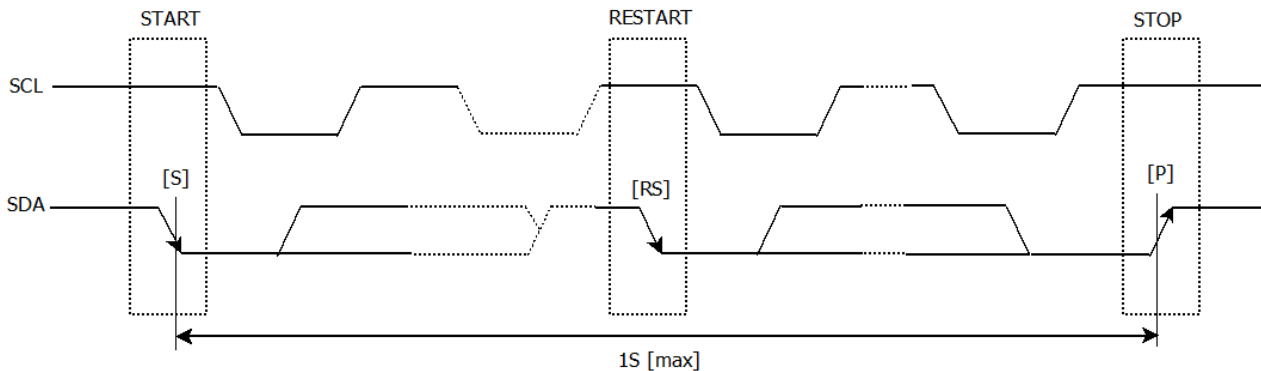 START
RESTART
STOP
SCL
[S]
[RS]
[P]
SDA
1S [max]